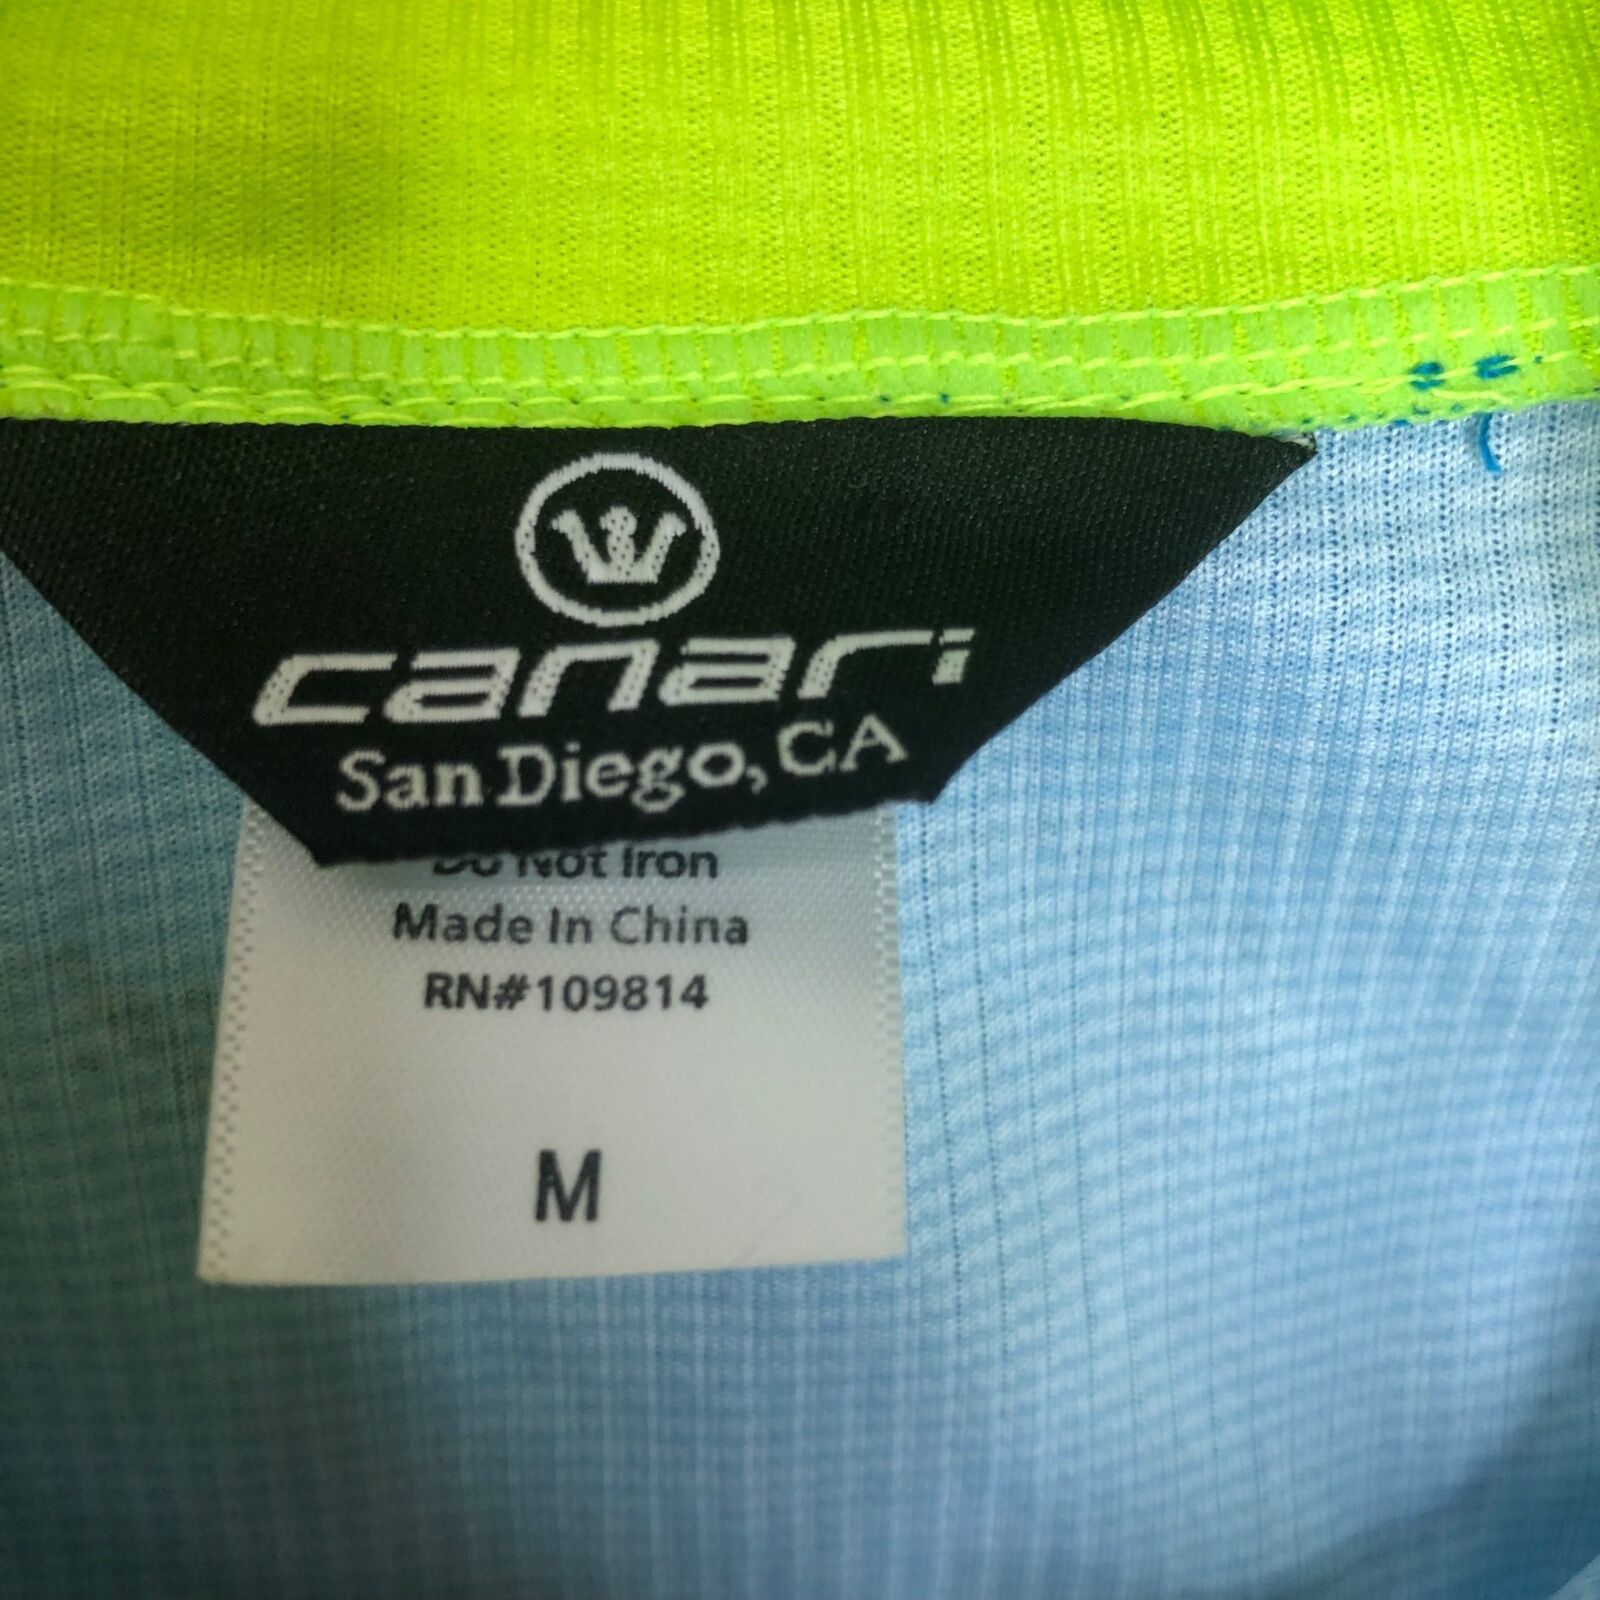 canari
San Diego, CA
Do Not Iron
Made In China
RN#109814
M